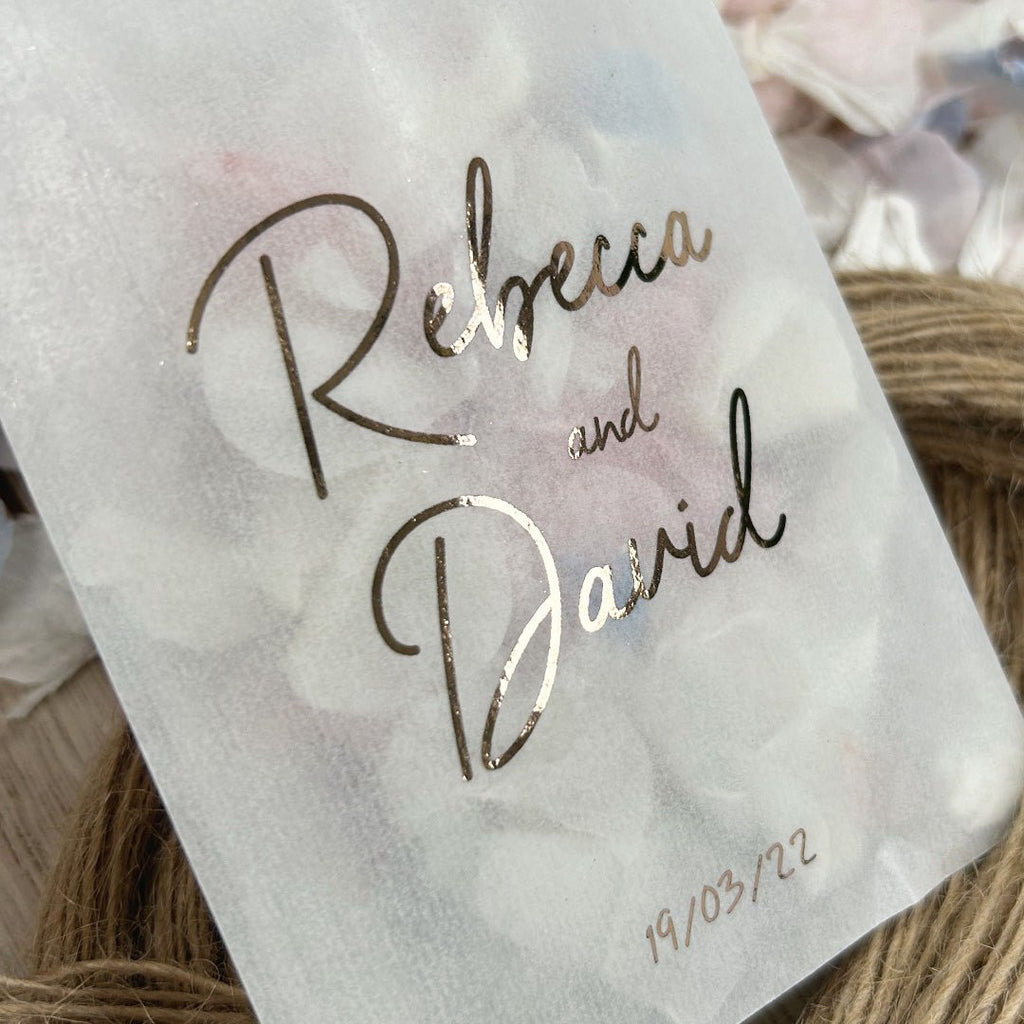 Rebecca
and
David
19/03/22